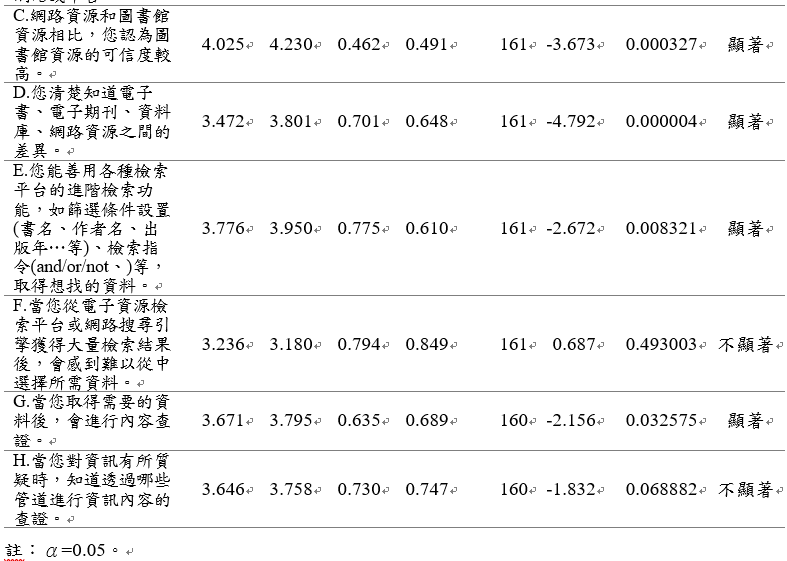 C.網路資源和圖書館
資源相比，您認為圖
書館資源的可信度較
高。
4.025 4.230 0.462 0.491 161 -3.673 0.000327 顯著
D.您清楚知道電子
書、電子期刊、資料
庫、網路資源之間的
差異。
3.472 3.801 0.701 0.648 161 -4.792 0.000004 顯著
E.您能善用各種檢索
平台的進階檢索功
能，如篩選條件設置
(書名、作者名、出
版年…等)、檢索指
令(and/or/not、)等，
取得想找的資料。
3.776 3.950 0.775 0.610 161 -2.672 0.008321 顯著
F.當您從電子資源檢
索平台或網路搜尋引
擎獲得大量檢索結果
後，會感到難以從中
選擇所需資料。
3.236 3.180 0.794 0.849 161 0.687 0.493003 不顯著
G.當您取得需要的資
料後，會進行內容查
證。
3.671 3.795 0.635 0.689 160 -2.156 0.032575 顯著
H.當您對資訊有所質
疑時，知道透過哪些
管道進行資訊內容的
查證。
3.646 3.758 0.730 0.747 160 -1.832 0.068882 不顯著
註：α=0.05。